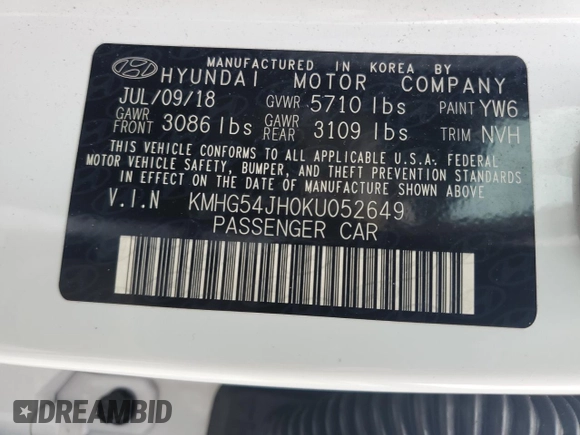 MANUFACTURED IN KOREA BY
HYUNDAI MOTOR COMPANY
JUL/09/18 GVWR 5710 lbs PAINT YW6
GAWR FRONT 3086 lbs GAWR REAR 3109 lbs TRIM NVH
THIS VEHICLE CONFORMS TO ALL APPLICABLE U.S.A. FEDERAL
MOTOR VEHICLE SAFETY, BUMPER, AND THEFT PREVENTION
STANDARDS IN EFFECT ON THE DATE OF MANUFACTURE SHOWN
ABOVE.
V.I.N KMHG54JH0KU052649
PASSENGER CAR
DREAMBID